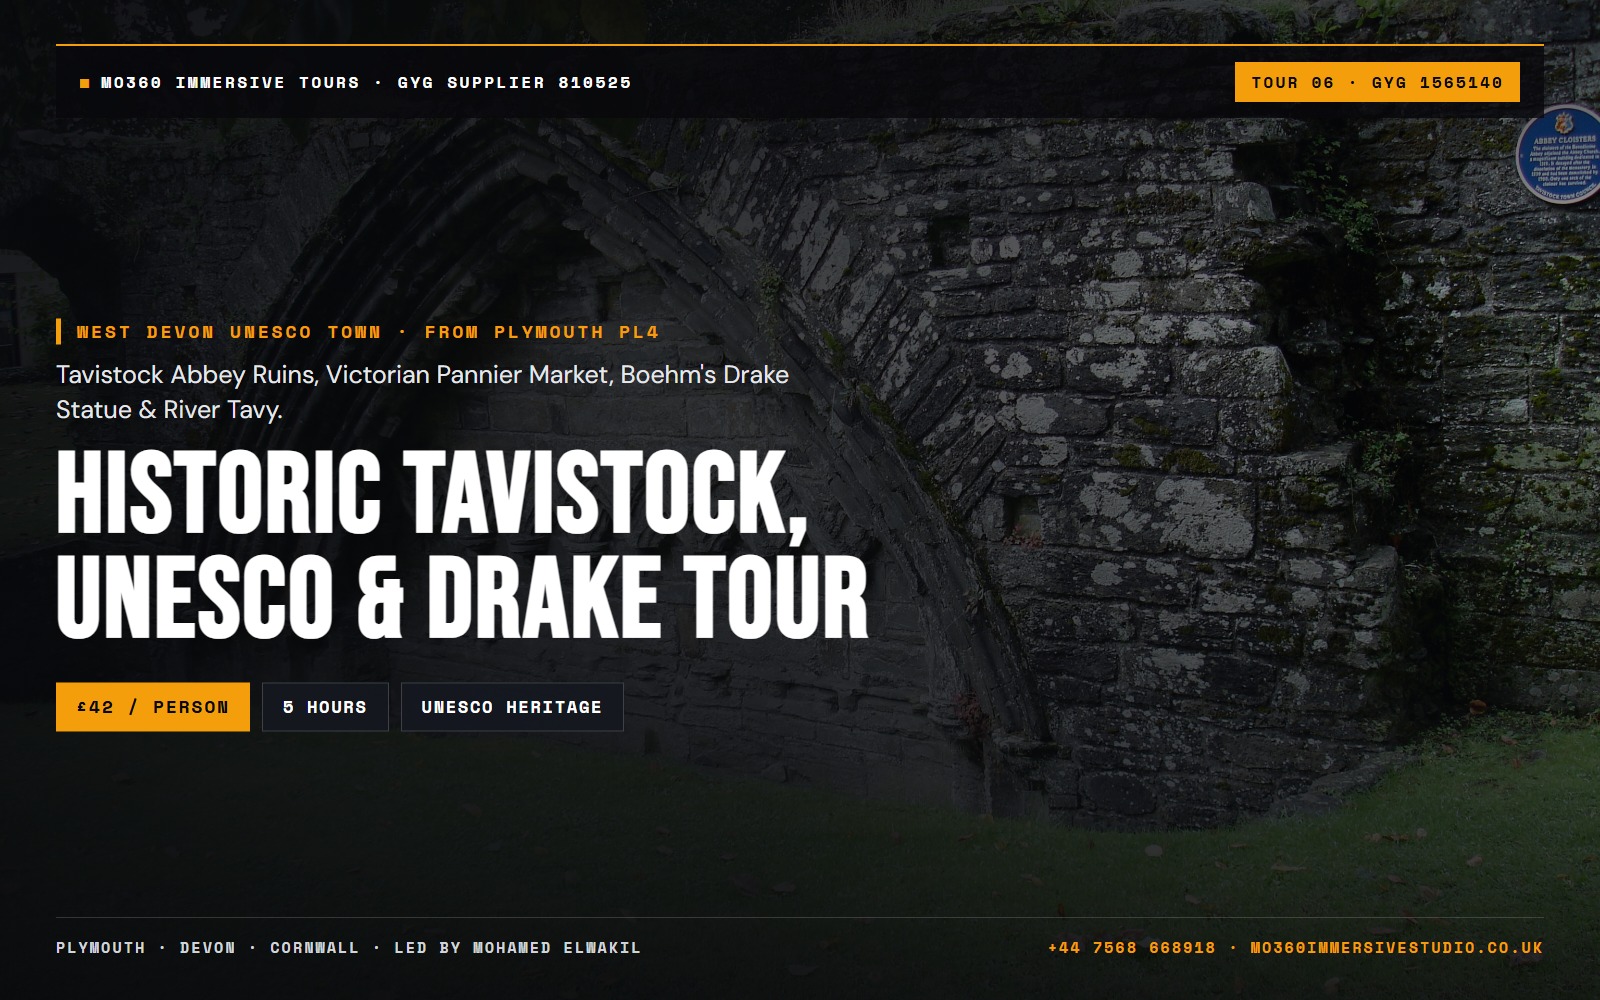 MO360 IMMERSIVE TOURS · GYG SUPPLIER 810525
TOUR 06 · GYG 1565140
ABBEY CLOISTERS
WEST DEVON UNESCO TOWN · FROM PLYMOUTH PL4
Tavistock Abbey Ruins, Victorian Pannier Market, Boehm's Drake
Statue & River Tavy.
HISTORIC TAVISTOCK,
UNESCO & DRAKE TOUR
£42 / PERSON
5 HOURS
UNESCO HERITAGE
PLYMOUTH · DEVON · CORNWALL · LED BY MOHAMED ELWAKIL
+44 7568 668918 · MO360IMMERSIVESTUDIO.CO.UK